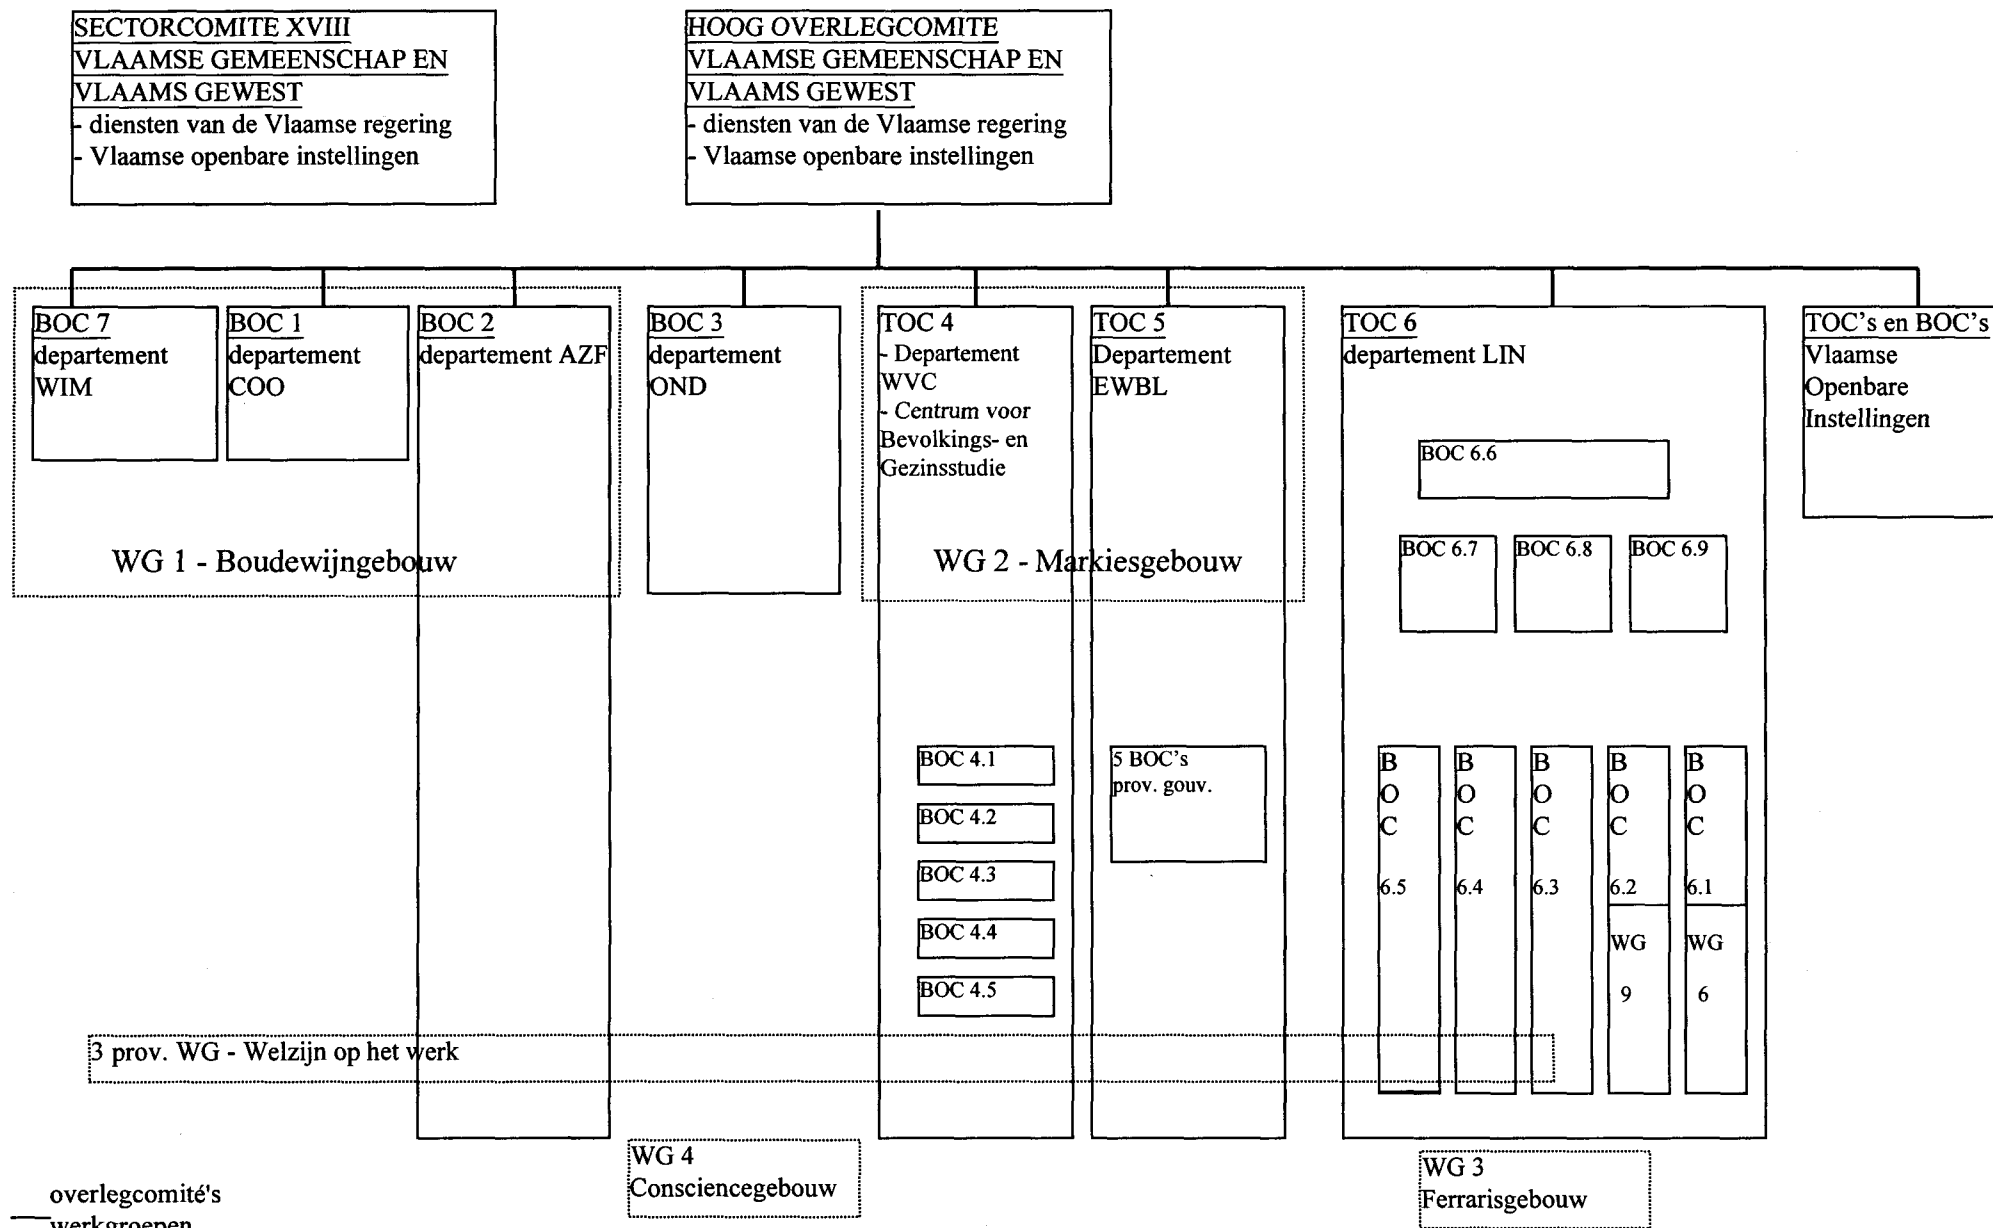 SECTORCOMITE XVIII
VLAAMSE GEMEENSCHAP EN
VLAAMS GEWEST
- diensten van de Vlaamse regering
- Vlaamse openbare instellingen
HOOG OVERLEGCOMITE
VLAAMSE GEMEENSCHAP EN
VLAAMS GEWEST
- diensten van de Vlaamse regering
- Vlaamse openbare instellingen
BOC 7
departement
WIM
BOC 1
departement
COO
BOC 2
departement AZF
BOC 3
departement
OND
TOC 4
- Departement
WVC
- Centrum voor
Bevolkings- en
Gezinsstudie
TOC 5
Departement
EWBL
TOC 6
departement LIN
TOC's en BOC's
Vlaamse
Openbare
Instellingen
WG 1 - Boudewijngebouw
WG 2 - Markiesgebouw
BOC 6.6
BOC 6.7
BOC 6.8
BOC 6.9
BOC 4.1
BOC 4.2
BOC 4.3
BOC 4.4
BOC 4.5
5 BOC's
prov. gouv.
B
O
C
6.5
B
O
C
6.4
B
O
C
6.3
B
O
C
6.2
WG
9
B
O
C
6.1
WG
6
3 prov. WG - Welzijn op het werk
WG 4
Consciencegebouw
WG 3
Ferrarisgebouw
overlegcomité's
werkgroepen